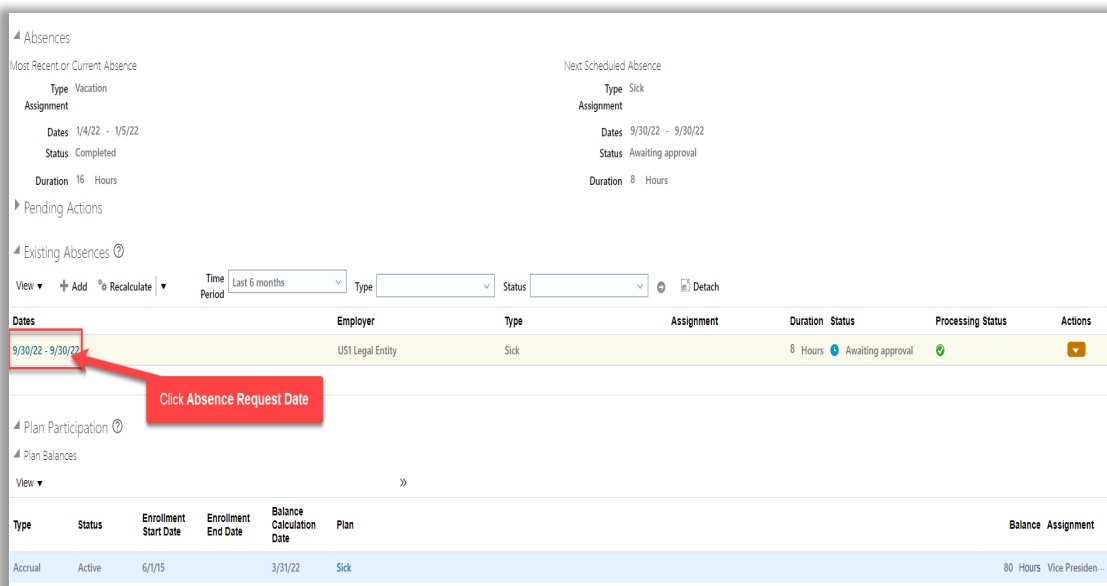 Absences
Most Recent or Current Absence
Type Vacation
Assignment
Dates 1/4/22 - 1/5/22
Status Completed
Duration 16 Hours
Next Scheduled Absence
Type Sick
Assignment
Dates 9/30/22 - 9/30/22
Status Awaiting approval
Duration 8 Hours
Pending Actions
Existing Absences
View Add Recalculate Time Period Last 6 months Type Status Detach
Dates Employer Type Assignment Duration Status Processing Status Actions
9/30/22 - 9/30/22 US1 Legal Entity Sick 8 Hours Awaiting approval
Click Absence Request Date
Plan Participation
Plan Balances
View »
Type Status Enrollment Start Date Enrollment End Date Balance Calculation Date Plan Balance Assignment
Accrual Active 6/1/15 3/31/22 Sick 80 Hours Vice Presiden...